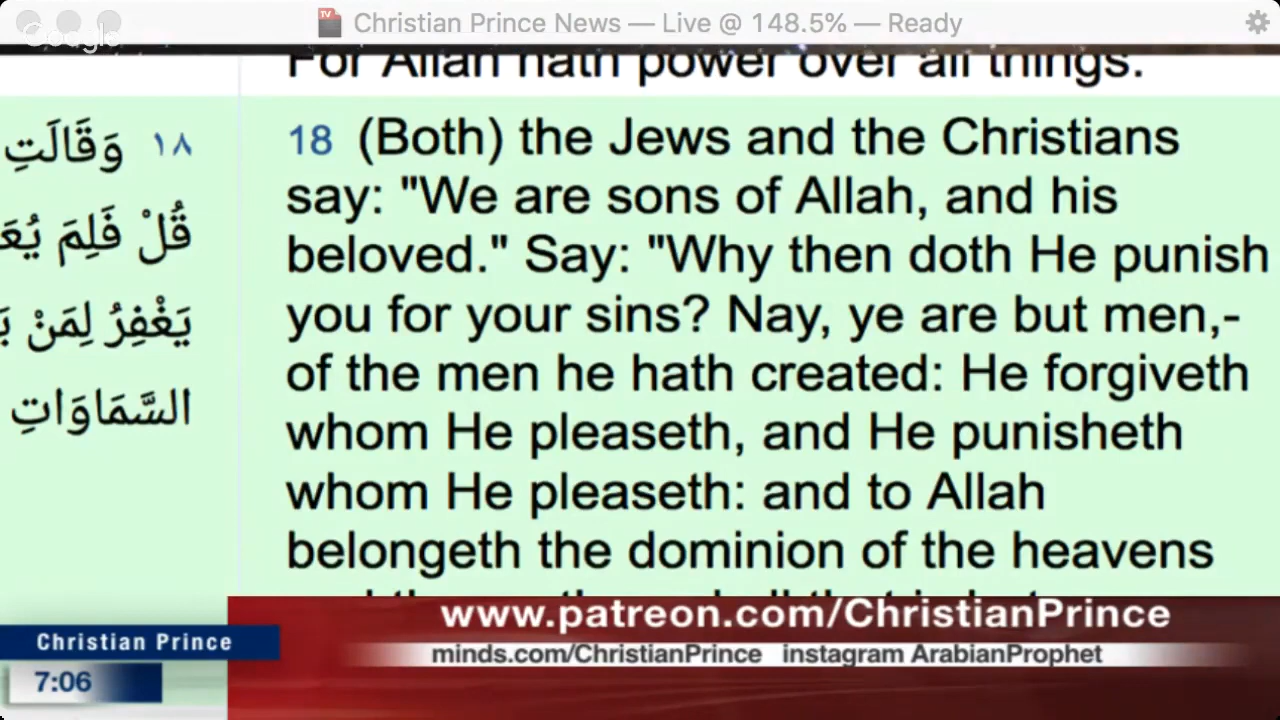 Google
Christian Prince News — Live @ 148.5% — Ready
For Allah hath power over all things.
١٨ وَقَالَتِ
قُلْ فَلِمَ
يَغْفِرُ لِمَنْ
السَّمَاوَاتِ
18 (Both) the Jews and the Christians
say: "We are sons of Allah, and his
beloved." Say: "Why then doth He punish
you for your sins? Nay, ye are but men,-
of the men he hath created: He forgiveth
whom He pleaseth, and He punisheth
whom He pleaseth: and to Allah
belongeth the dominion of the heavens
www.patreon.com/ChristianPrince
minds.com/ChristianPrince instagram ArabianProphet
Christian Prince
7:06